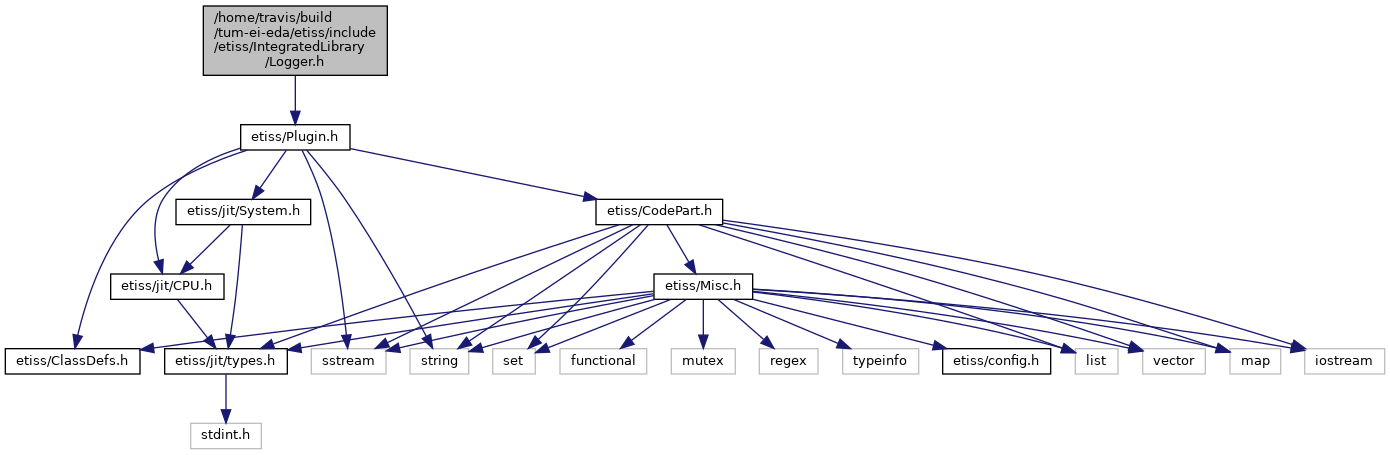 /home/travis/build
/tum-ei-eda/etiss/include
/etiss/IntegratedLibrary
/Logger.h
etiss/Plugin.h
etiss/jit/System.h
etiss/CodePart.h
etiss/jit/CPU.h
etiss/Misc.h
etiss/ClassDefs.h
etiss/jit/types.h
sstream
string
set
functional
mutex
regex
typeinfo
etiss/config.h
list
vector
map
iostream
stdint.h